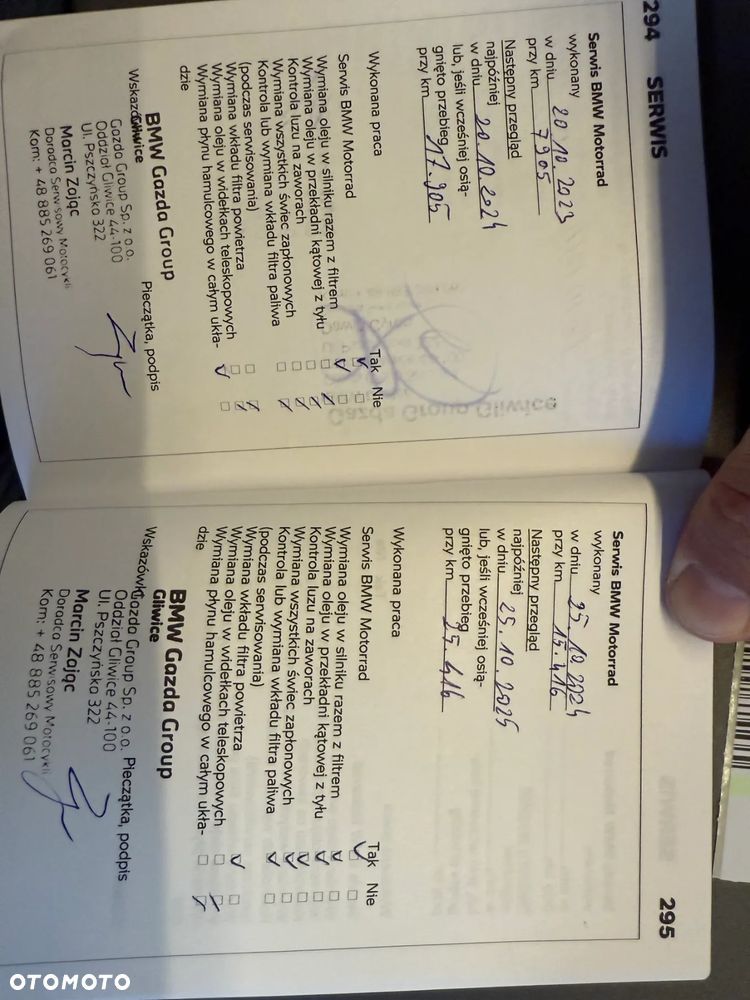 294 SERWIS
Serwis BMW Motorrad
wykonany
w dniu 20 10.2023
przy km 7905
Następny przegląd
najpóźniej
w dniu 20.10.2024
lub, jeśli wcześniej osią-
gnięto przebieg
przy km 17.905
Wykonana praca
Tak Nie
Serwis BMW Motorrad
Wymiana oleju w silniku razem z filtrem
Wymiana oleju w przekładni kątowej z tyłu
Kontrola luzu na zaworach
Wymiana wszystkich świec zapłonowych
Kontrola lub wymiana wkładu filtra paliwa
(podczas serwisowania)
Wymiana wkładu filtra powietrza
Wymiana oleju w widełkach teleskopowych
Wymiana płynu hamulcowego w całym ukła-
dzie
Pieczątka, podpis
BMW Gazda Group
Gliwice
Gazda Group Sp. z o.o.
Oddział Gliwice 44-100
Ul. Pszczyńska 322
Marcin Zając
Doradca Serwisowy Motocykli
Kom: + 48 885 269 061
Gazda Group Gliwice
295
Serwis BMW Motorrad
wykonany
w dniu 25.10.2024
przy km 15.416
Następny przegląd
najpóźniej
w dniu 25.10.2025
lub, jeśli wcześniej osią-
gnięto przebieg
przy km 25.416
Wykonana praca
Tak Nie
Serwis BMW Motorrad
Wymiana oleju w silniku razem z filtrem
Wymiana oleju w przekładni kątowej z tyłu
Kontrola luzu na zaworach
Wymiana wszystkich świec zapłonowych
Kontrola lub wymiana wkładu filtra paliwa
(podczas serwisowania)
Wymiana wkładu filtra powietrza
Wymiana oleju w widełkach teleskopowych
Wymiana płynu hamulcowego w całym ukła-
dzie
BMW Gazda Group
Gliwice
Wskazówki
Gazda Group Sp. z o.o. Pieczątka, podpis
Oddział Gliwice 44-100
Ul. Pszczyńska 322
Marcin Zając
Doradca Serwisowy Motocykli
Kom: + 48 885 269 061
OTOMOTO